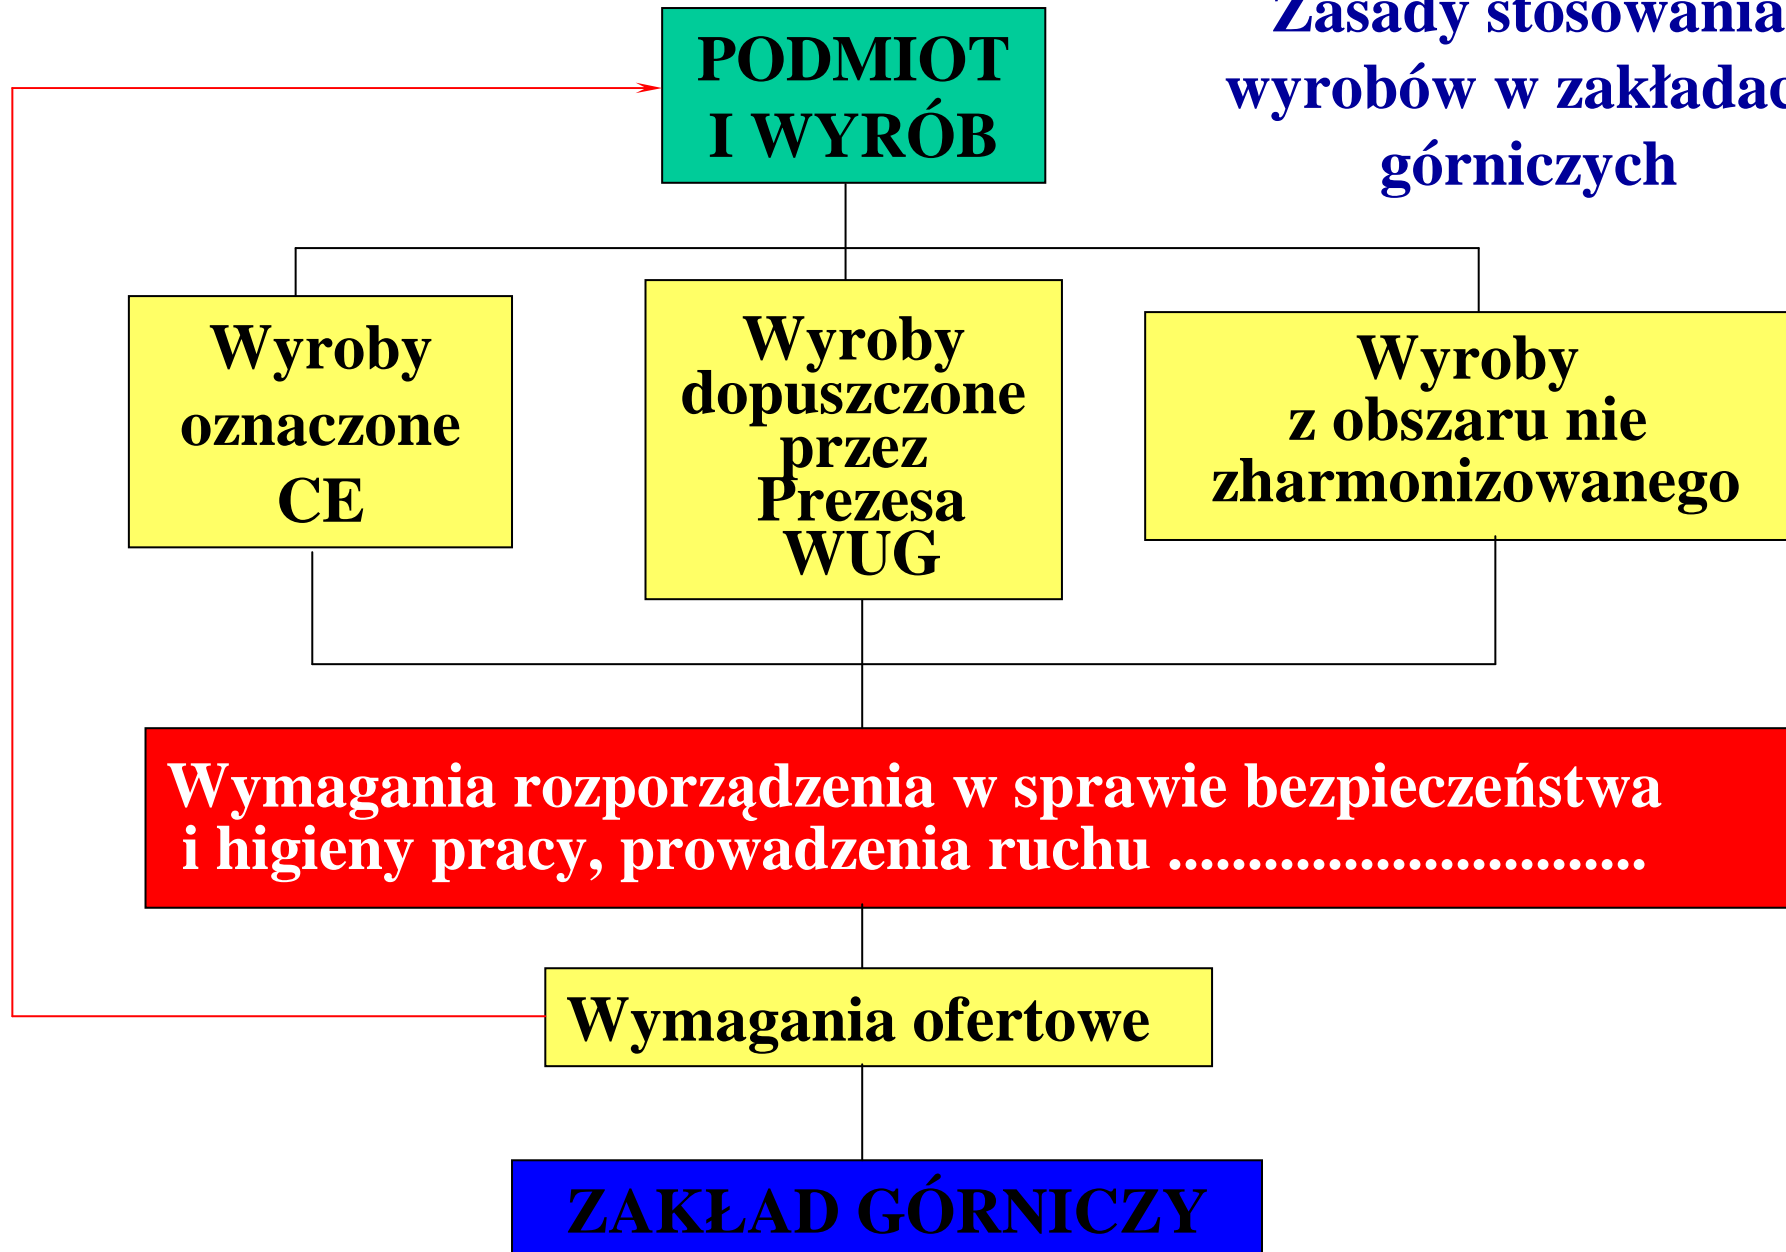 Zasady stosowania
wyrobów w zakładac
górniczych
PODMIOT
I WYRÓB
Wyroby
oznaczone
CE
Wyroby
dopuszczone
przez
Prezesa
WUG
Wyroby
z obszaru nie
zharmonizowanego
Wymagania rozporządzenia w sprawie bezpieczeństwa
i higieny pracy, prowadzenia ruchu ..............................
Wymagania ofertowe
ZAKŁAD GÓRNICZY